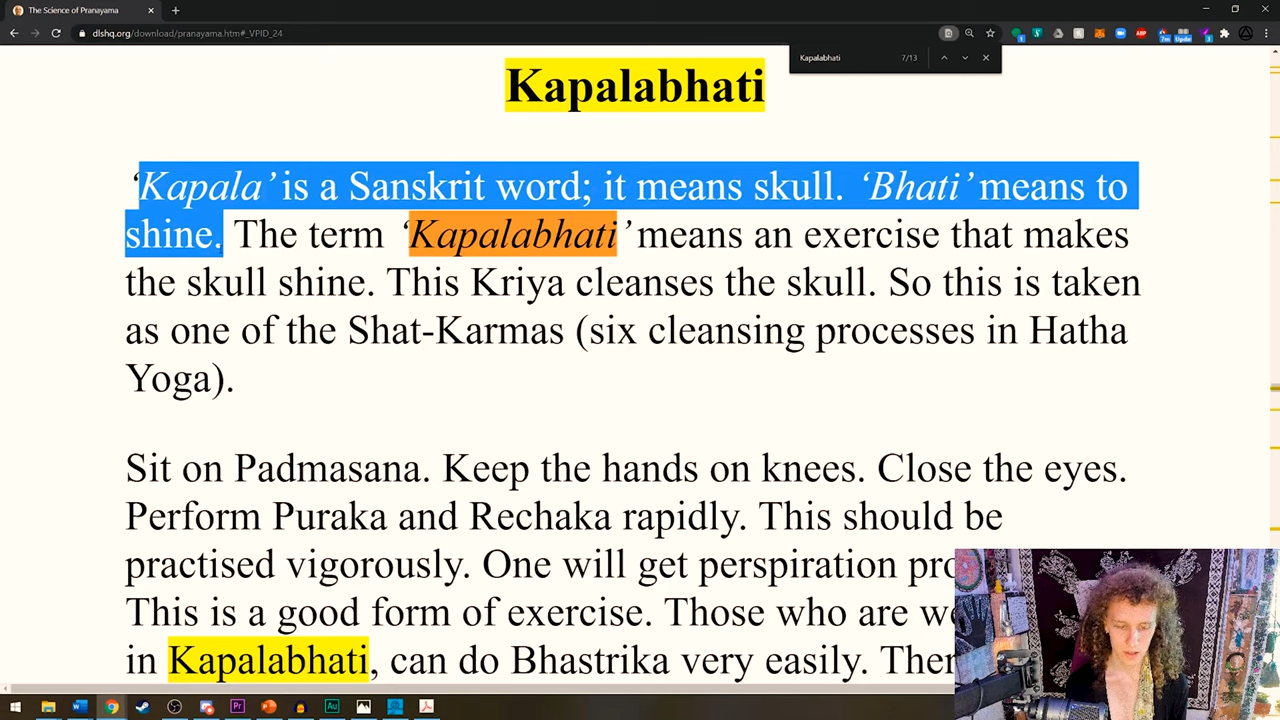 The Science of Pranayama
dlshq.org/download/pranayama.htm#_VPID_24
Kapalabhati 7/13
Kapalabhati
‘Kapala’ is a Sanskrit word; it means skull. ‘Bhati’ means to
shine. The term ‘Kapalabhati’ means an exercise that makes
the skull shine. This Kriya cleanses the skull. So this is taken
as one of the Shat-Karmas (six cleansing processes in Hatha
Yoga).
Sit on Padmasana. Keep the hands on knees. Close the eyes.
Perform Puraka and Rechaka rapidly. This should be
practised vigorously. One will get perspiration pro
This is a good form of exercise. Those who are we
in Kapalabhati, can do Bhastrika very easily. Ther